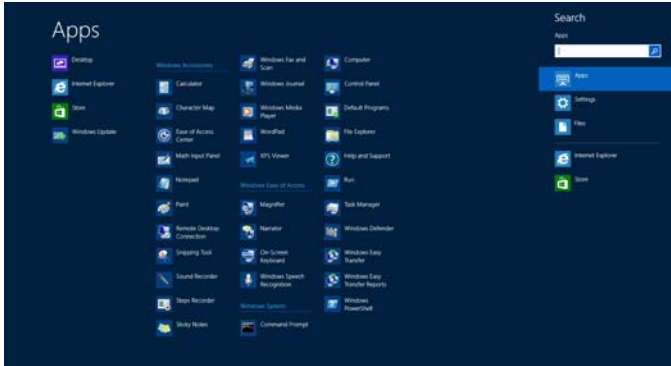 Apps
Desktop
Internet Explorer
Store
Windows Update
Windows Accessories
Calculator
Character Map
Ease of Access
Center
Math Input Panel
Notepad
Paint
Remote Desktop
Connection
Snipping Tool
Sound Recorder
Steps Recorder
Sticky Notes
Windows Fax and
Scan
Windows Journal
Windows Media
Player
WordPad
XPS Viewer
Windows Ease of Access
Magnifier
Narrator
On-Screen
Keyboard
Windows Speech
Recognition
Windows System
Command Prompt
Computer
Control Panel
Default Programs
File Explorer
Help and Support
Run
Task Manager
Windows Defender
Windows Easy
Transfer
Windows Easy
Transfer Reports
Windows
PowerShell
Search
Apps
Apps
Settings
Files
Internet Explorer
Store